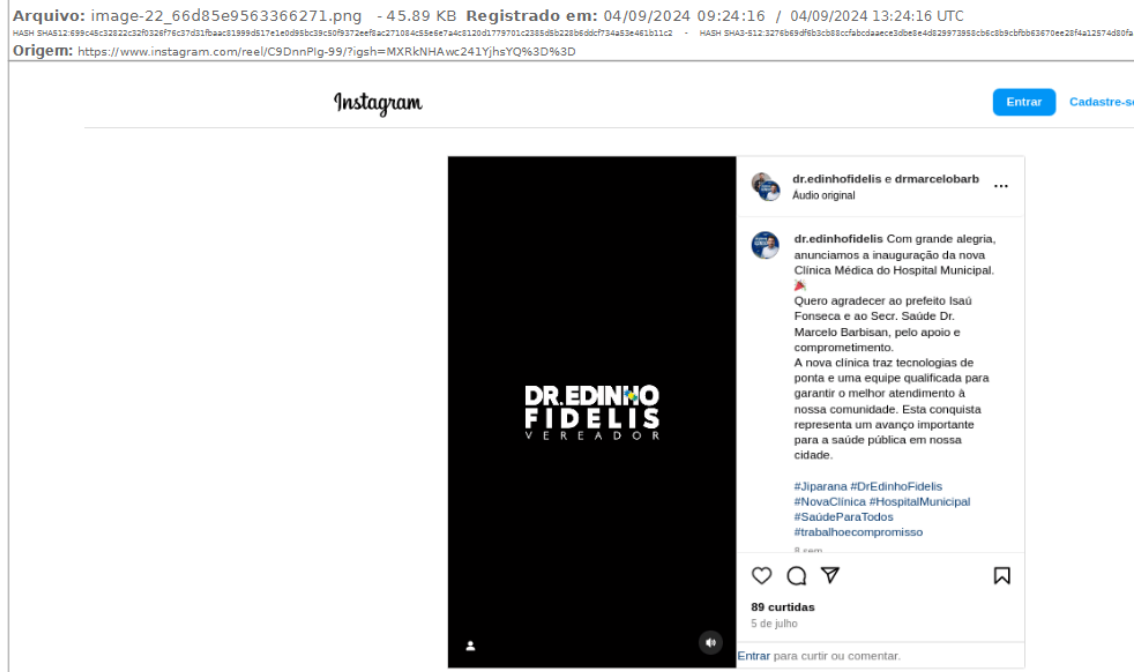 Arquivo: image-22_66d85e9563366271.png - 45.89 KB Registrado em: 04/09/2024 09:24:16 / 04/09/2024 13:24:16 UTC
Origem: https://www.instagram.com/reel/C9DnnPIg-99/?igsh=MXRkNHAwc241YjhsYQ%3D%3D
Instagram
Entrar
Cadastre-se
DR.EDINHO
FIDELIS
VEREADOR
dr.edinhofidelis e drmarcelobarb
Áudio original
dr.edinhofidelis Com grande alegria,
anunciamos a inauguração da nova
Clínica Médica do Hospital Municipal.
Quero agradecer ao prefeito Isaú
Fonseca e ao Secr. Saúde Dr.
Marcelo Barbisan, pelo apoio e
comprometimento.
A nova clínica traz tecnologias de
ponta e uma equipe qualificada para
garantir o melhor atendimento à
nossa comunidade. Esta conquista
representa um avanço importante
para a saúde pública em nossa
cidade.
#Jiparana #DrEdinhoFidelis
#NovaClínica #HospitalMunicipal
#SaúdeParaTodos
#trabalhoecompromisso
8 sem
89 curtidas
5 de julho
Entrar para curtir ou comentar.